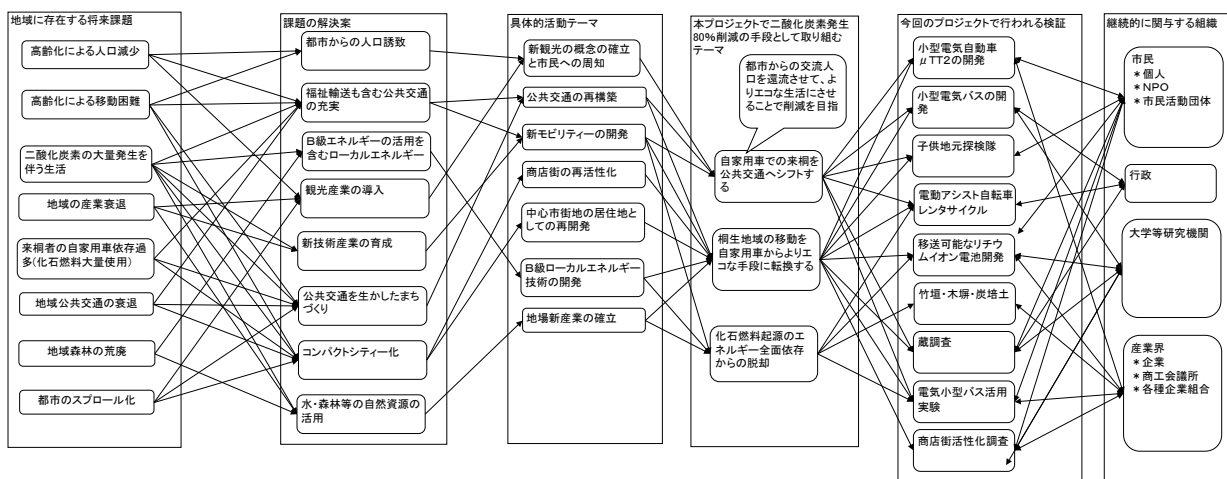 地域に存在する将来課題
高齢化による人口減少
高齢化による移動困難
二酸化炭素の大量発生を
伴う生活
地域の産業衰退
来桐者の自家用車依存過
多(化石燃料大量使用)
地域公共交通の衰退
地域森林の荒廃
都市のスプロール化
課題の解決案
都市からの人口誘致
福祉輸送も含む公共交通
の充実
B級エネルギーの活用を
含むローカルエネルギー
観光産業の導入
新技術産業の育成
公共交通を生かしたまち
づくり
コンパクトシティー化
水・森林等の自然資源の
活用
具体的活動テーマ
新観光の概念の確立
と市民への周知
公共交通の再構築
新モビリティーの開発
商店街の再活性化
中心市街地の居住地と
しての再開発
B級ローカルエネルギー
技術の開発
地場新産業の確立
本プロジェクトで二酸化炭素発生
80%削減の手段として取り組む
テーマ
都市からの交流人
口を還流させて、よ
りエコな生活にさせ
ることで削減を目指
自家用車での来桐を
公共交通へシフトす
る
桐生地域の移動を
自家用車からよりエ
コな手段に転換する
化石燃料起源のエ
ネルギー全面依存
からの脱却
今回のプロジェクトで行われる検証
小型電気自動車
μTT2の開発
小型電気バスの開
発
子供地元探検隊
電動アシスト自転車
レンタサイクル
移送可能なリチウ
ムイオン電池開発
竹垣・木塀・炭培土
蔵調査
電気小型バス活用
実験
商店街活性化調査
継続的に関与する組織
市民
＊個人
＊NPO
＊市民活動団体
行政
大学等研究機関
産業界
＊企業
＊商工会議所
＊各種企業組合